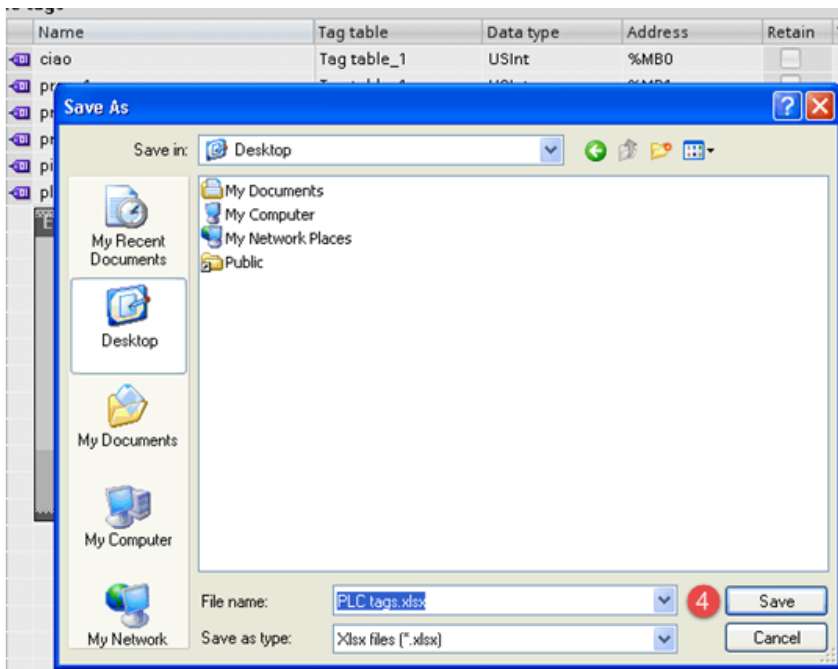 Name Tag table Data type Address Retain
ciao Tag table_1 USInt %MB0
Save As
Save in: Desktop
My Recent Documents
Desktop
My Documents
My Computer
My Network
My Documents
My Computer
My Network Places
Public
File name: PLC tags.xlsx 4 Save
Save as type: Xlsx files (*.xlsx) Cancel